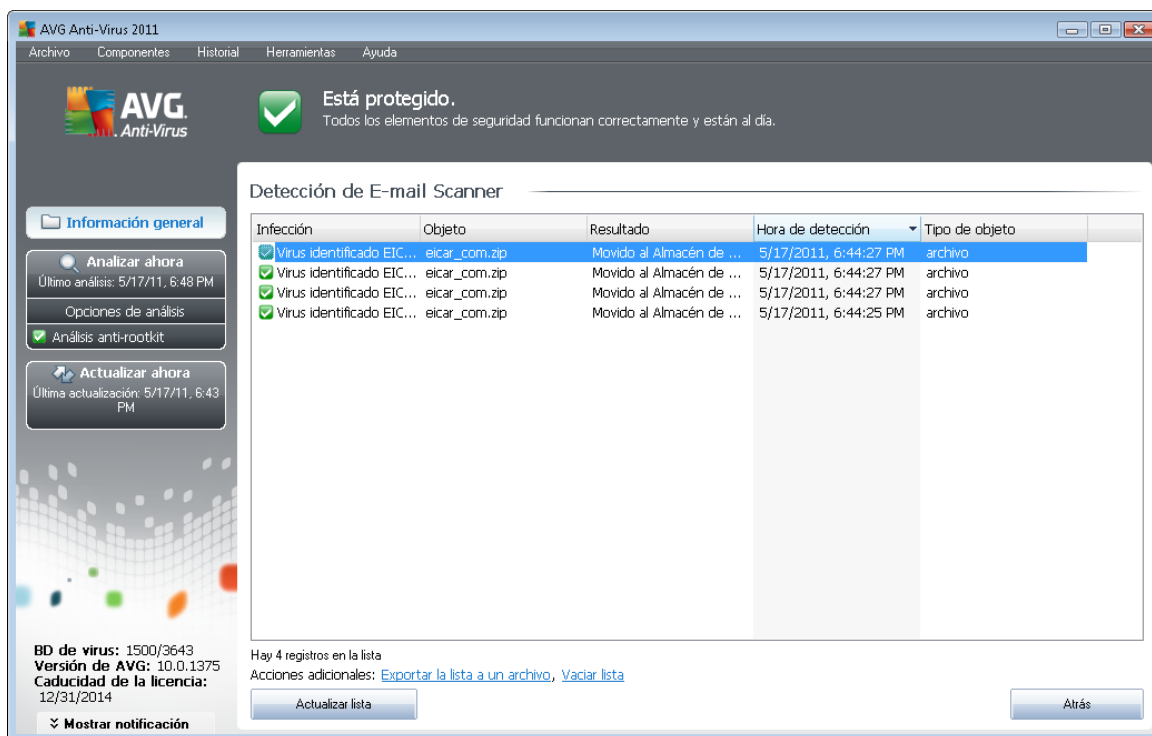 AVG Anti-Virus 2011
Archivo Componentes Historial Herramientas Ayuda
AVG.
Anti-Virus
Está protegido.
Todos los elementos de seguridad funcionan correctamente y están al día.
Información general
Analizar ahora
Último análisis: 5/17/11, 6:48 PM
Opciones de análisis
Análisis anti-rootkit
Actualizar ahora
Última actualización: 5/17/11, 6:43
PM
BD de virus: 1500/3643
Versión de AVG: 10.0.1375
Caducidad de la licencia:
12/31/2014
Mostrar notificación
Detección de E-mail Scanner
Infección Objeto Resultado Hora de detección Tipo de objeto
Virus identificado EIC... eicar_com.zip Movido al Almacén de ... 5/17/2011, 6:44:27 PM archivo
Virus identificado EIC... eicar_com.zip Movido al Almacén de ... 5/17/2011, 6:44:27 PM archivo
Virus identificado EIC... eicar_com.zip Movido al Almacén de ... 5/17/2011, 6:44:27 PM archivo
Virus identificado EIC... eicar_com.zip Movido al Almacén de ... 5/17/2011, 6:44:25 PM archivo
Hay 4 registros en la lista
Acciones adicionales: Exportar la lista a un archivo, Vaciar lista
Actualizar lista Atrás